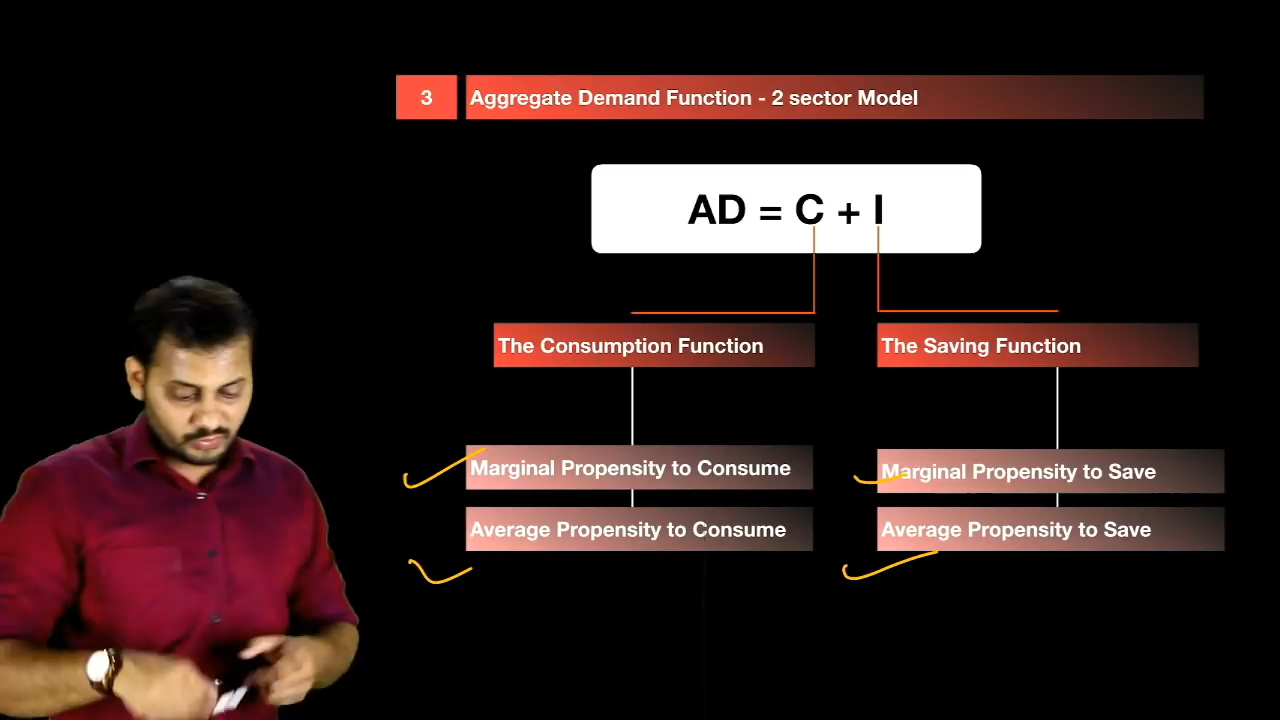 3
Aggregate Demand Function - 2 sector Model
AD = C + I
The Consumption Function
The Saving Function
Marginal Propensity to Consume
Marginal Propensity to Save
Average Propensity to Consume
Average Propensity to Save